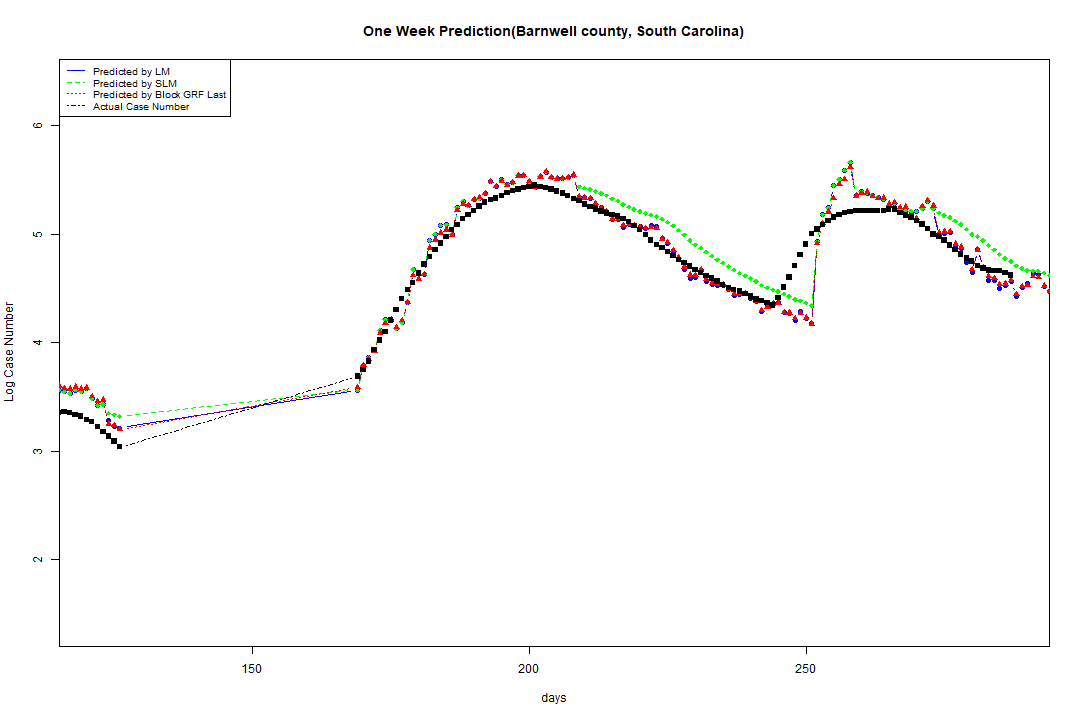 One Week Prediction(Barnwell county, South Carolina)
Predicted by LM
Predicted by SLM
Predicted by Block GRF Last
Actual Case Number
6
5
4
3
2
Log Case Number
150 200 250
days